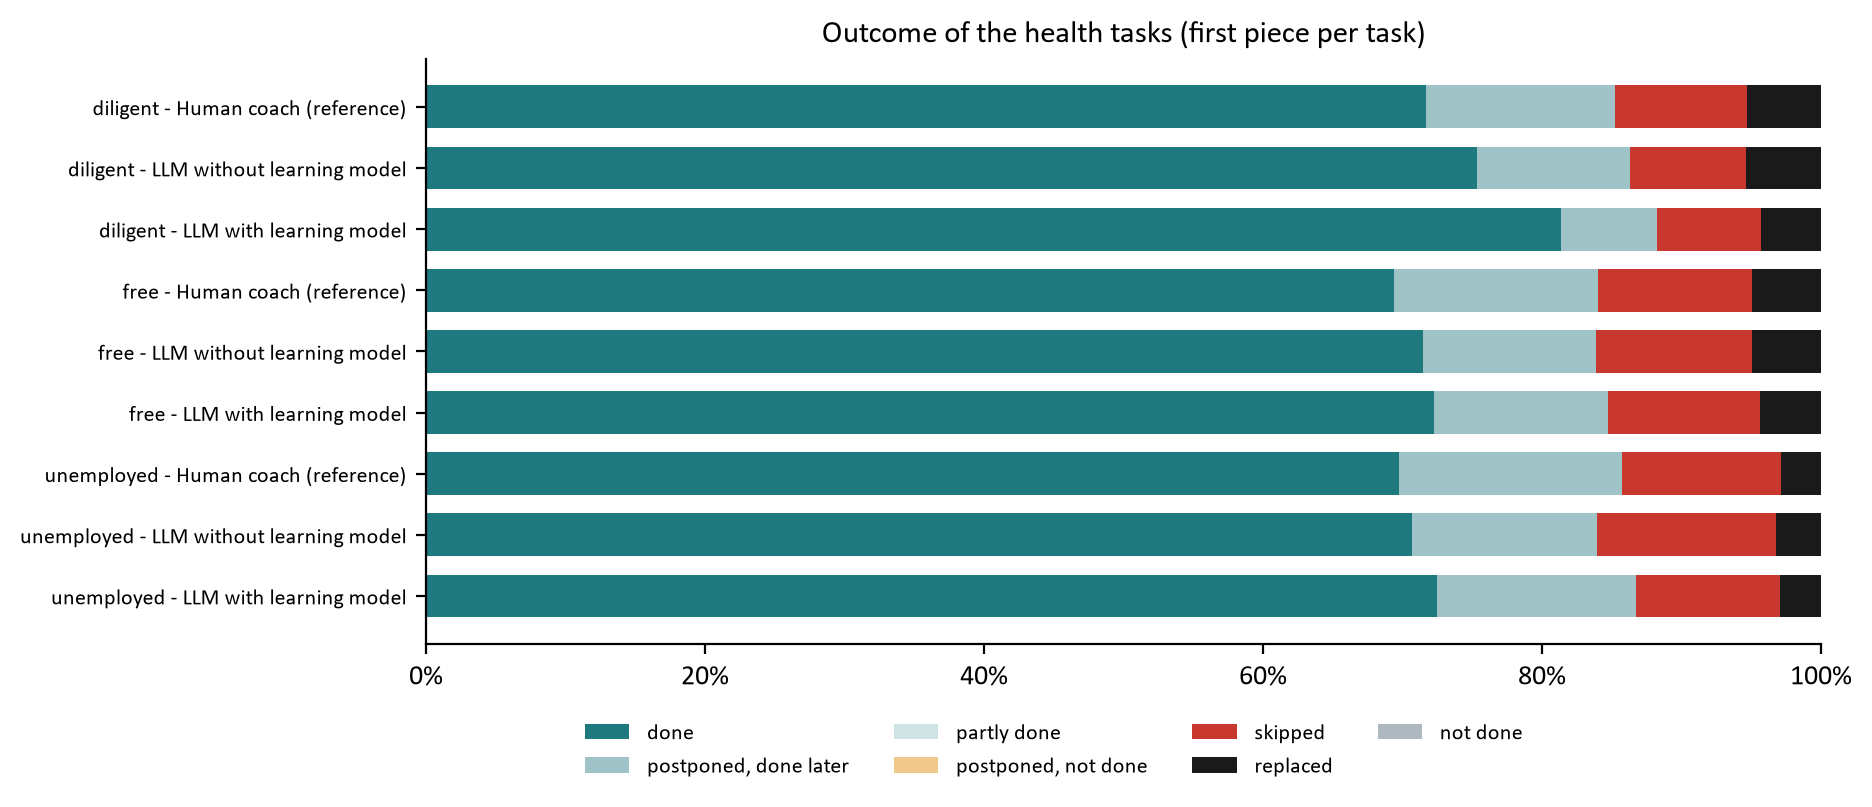 Outcome of the health tasks (first piece per task)
diligent - Human coach (reference)
diligent - LLM without learning model
diligent - LLM with learning model
free - Human coach (reference)
free - LLM without learning model
free - LLM with learning model
unemployed - Human coach (reference)
unemployed - LLM without learning model
unemployed - LLM with learning model
0% 20% 40% 60% 80% 100%
done partly done skipped not done
postponed, done later postponed, not done replaced